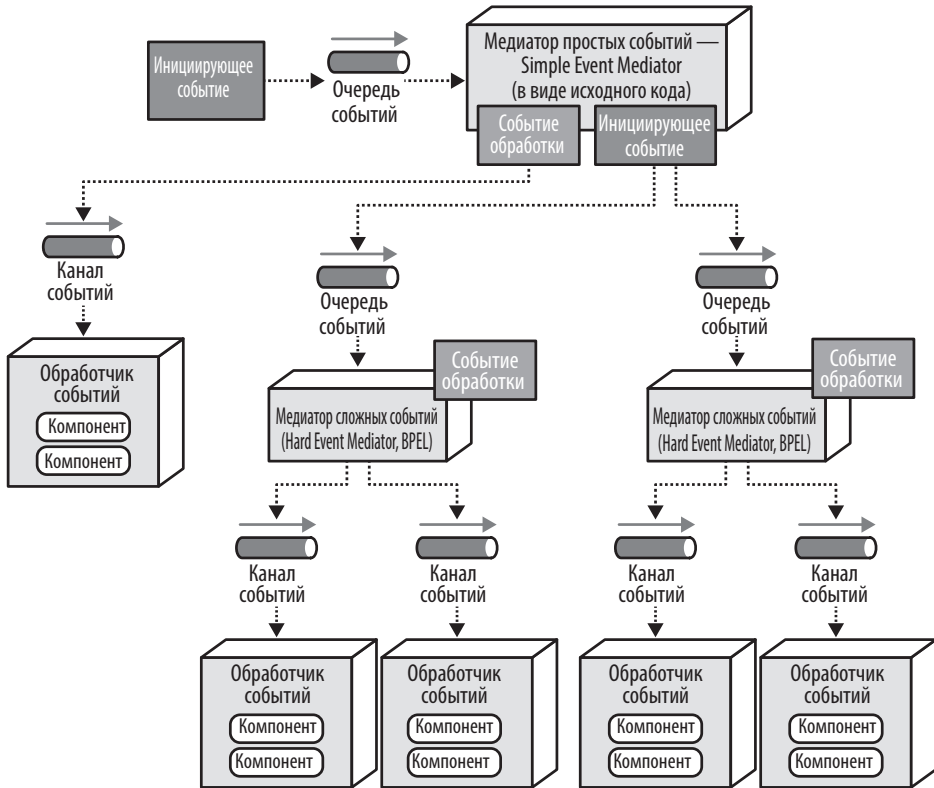 Инициирующее
событие
Очередь
событий
Медиатор простых событий —
Simple Event Mediator
(в виде исходного кода)
Событие
обработки
Инициирующее
событие
Канал
событий
Очередь
событий
Очередь
событий
Обработчик
событий
Компонент
Компонент
Событие
обработки
Медиатор сложных событий
(Hard Event Mediator, BPEL)
Событие
обработки
Медиатор сложных событий
(Hard Event Mediator, BPEL)
Канал
событий
Канал
событий
Канал
событий
Канал
событий
Обработчик
событий
Компонент
Компонент
Обработчик
событий
Компонент
Компонент
Обработчик
событий
Компонент
Компонент
Обработчик
событий
Компонент
Компонент